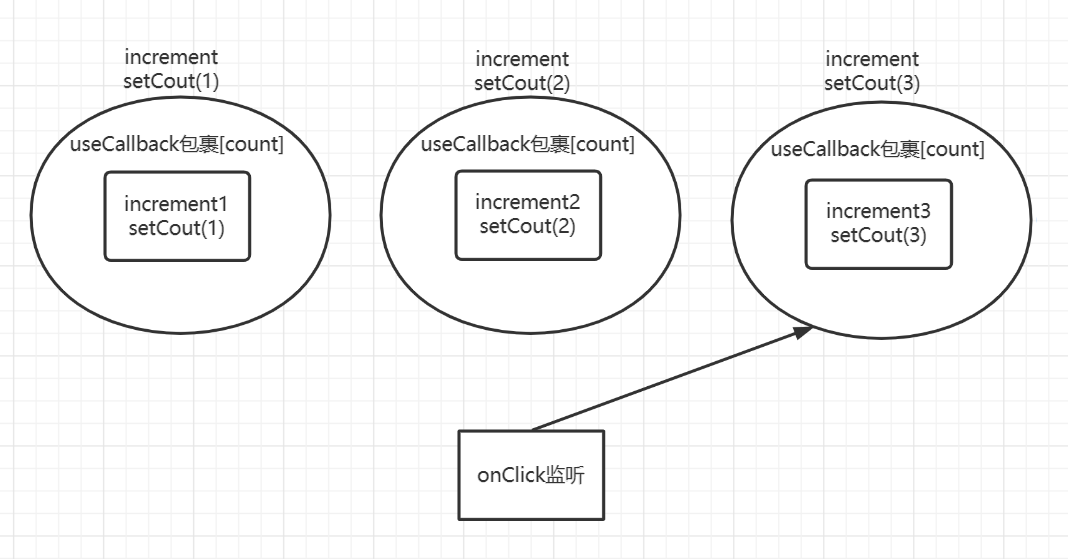 increment
setCout(1)
useCallback包裹[count]
increment1
setCout(1)
increment
setCout(2)
useCallback包裹[count]
increment2
setCout(2)
increment
setCout(3)
useCallback包裹[count]
increment3
setCout(3)
onClick监听